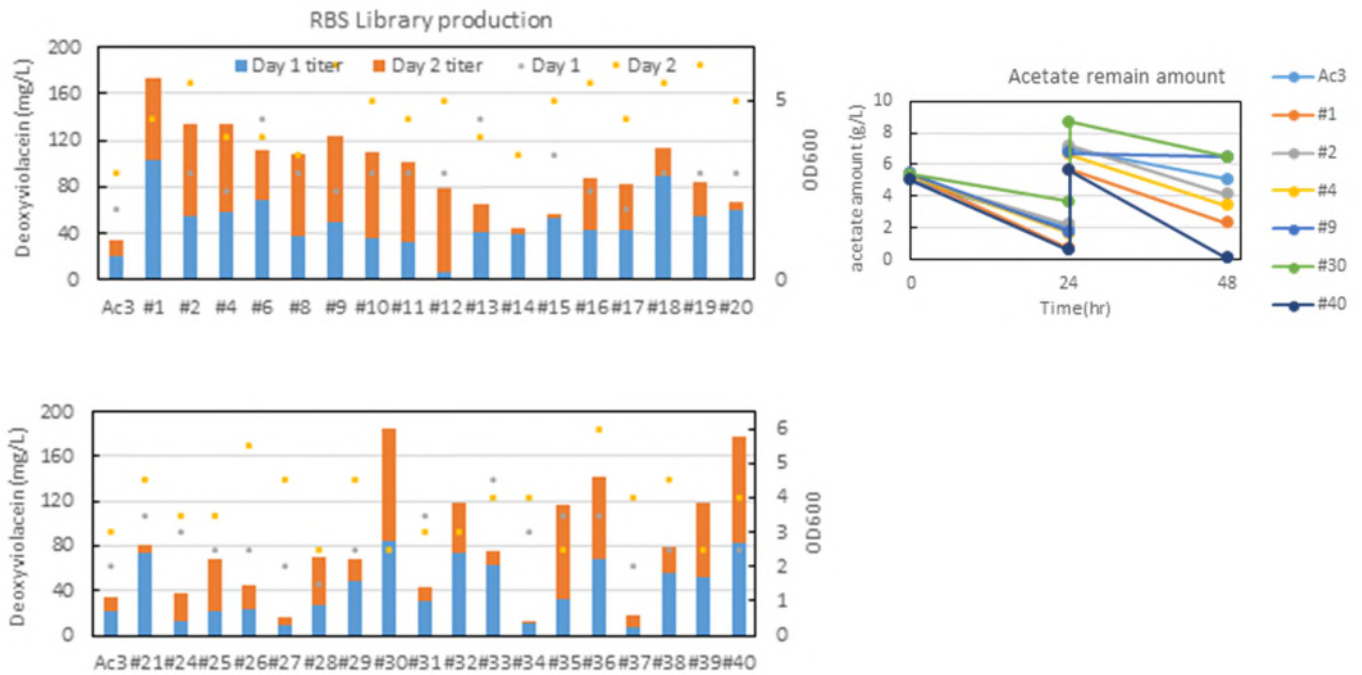 RBS Library production
Deoxyviolacein (mg/L)
200
160
120
80
40
0
Day 1 titer
Day 2 titer
Day 1
Day 2
5
0
OD600
Ac3 #1 #2 #4 #6 #8 #9 #10 #11 #12 #13 #14 #15 #16 #17 #18 #19 #20
Acetate remain amount
acetate amount (g/L)
10
8
6
4
2
0
0 24 48
Time(hr)
Ac3
#1
#2
#4
#9
#30
#40
Deoxyviolacein (mg/L)
200
160
120
80
40
0
6
5
4
3
2
1
0
OD600
Ac3 #21 #24 #25 #26 #27 #28 #29 #30 #31 #32 #33 #34 #35 #36 #37 #38 #39 #40